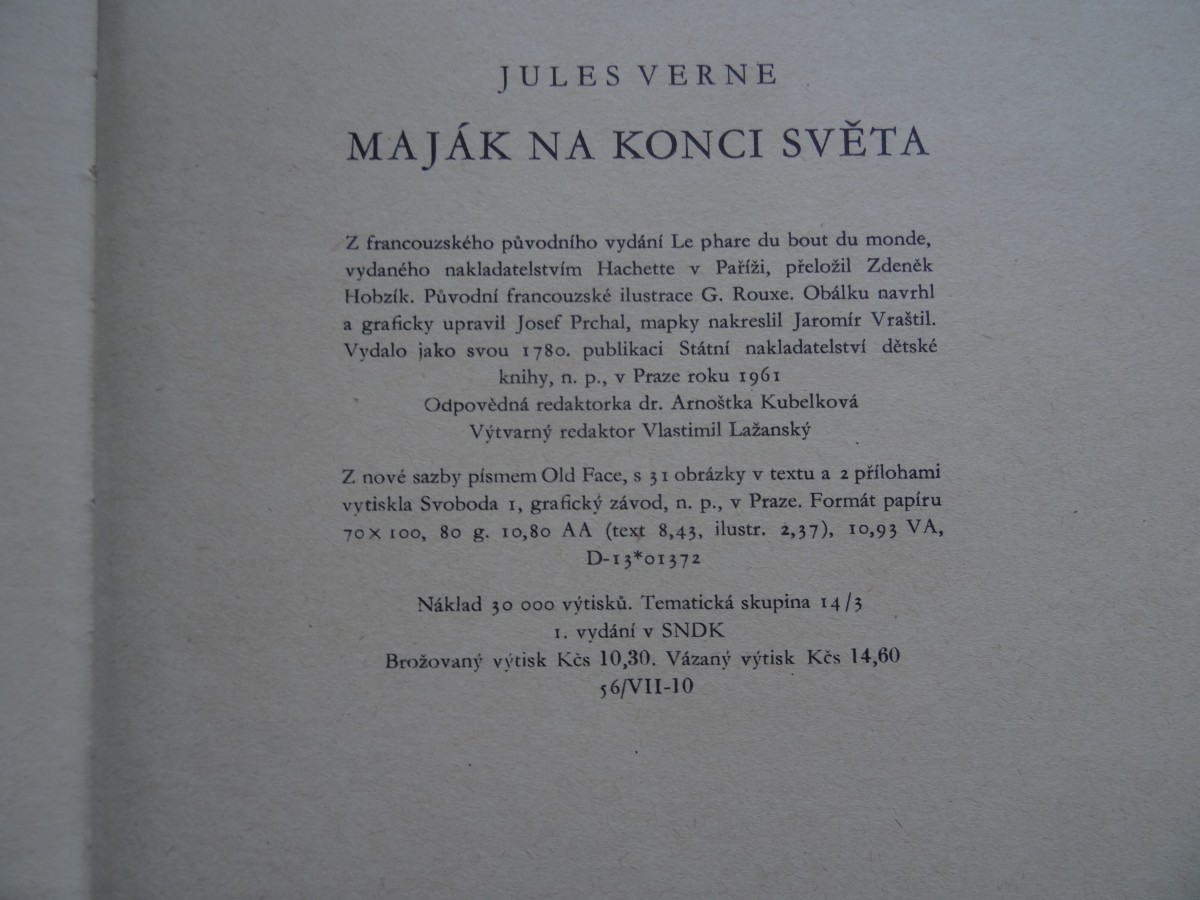 JULES VERNE
MAJÁK NA KONCI SVĚTA
Z francouzského původního vydání Le phare du bout du monde,
vydaného nakladatelstvím Hachette v Paříži, přeložil Zdeněk
Hobzík. Původní francouzské ilustrace G. Rouxe. Obálku navrhl
a graficky upravil Josef Prchal, mapky nakreslil Jaromír Vraštil.
Vydalo jako svou 1780. publikaci Státní nakladatelství dětské
knihy, n. p., v Praze roku 1961
Odpovědná redaktorka dr. Arnoštka Kubelková
Výtvarný redaktor Vlastimil Lažanský
Z nové sazby písmem Old Face, s 31 obrázky v textu a 2 přílohami
vytiskla Svoboda 1, grafický závod, n. p., v Praze. Formát papíru
70×100, 80 g. 10,80 AA (text 8,43, ilustr. 2,37), 10,93 VA,
D-13*01372
Náklad 30 000 výtisků. Tematická skupina 14/3
1. vydání v SNDK
Brožovaný výtisk Kčs 10,30. Vázaný výtisk Kčs 14,60
56/VII-10